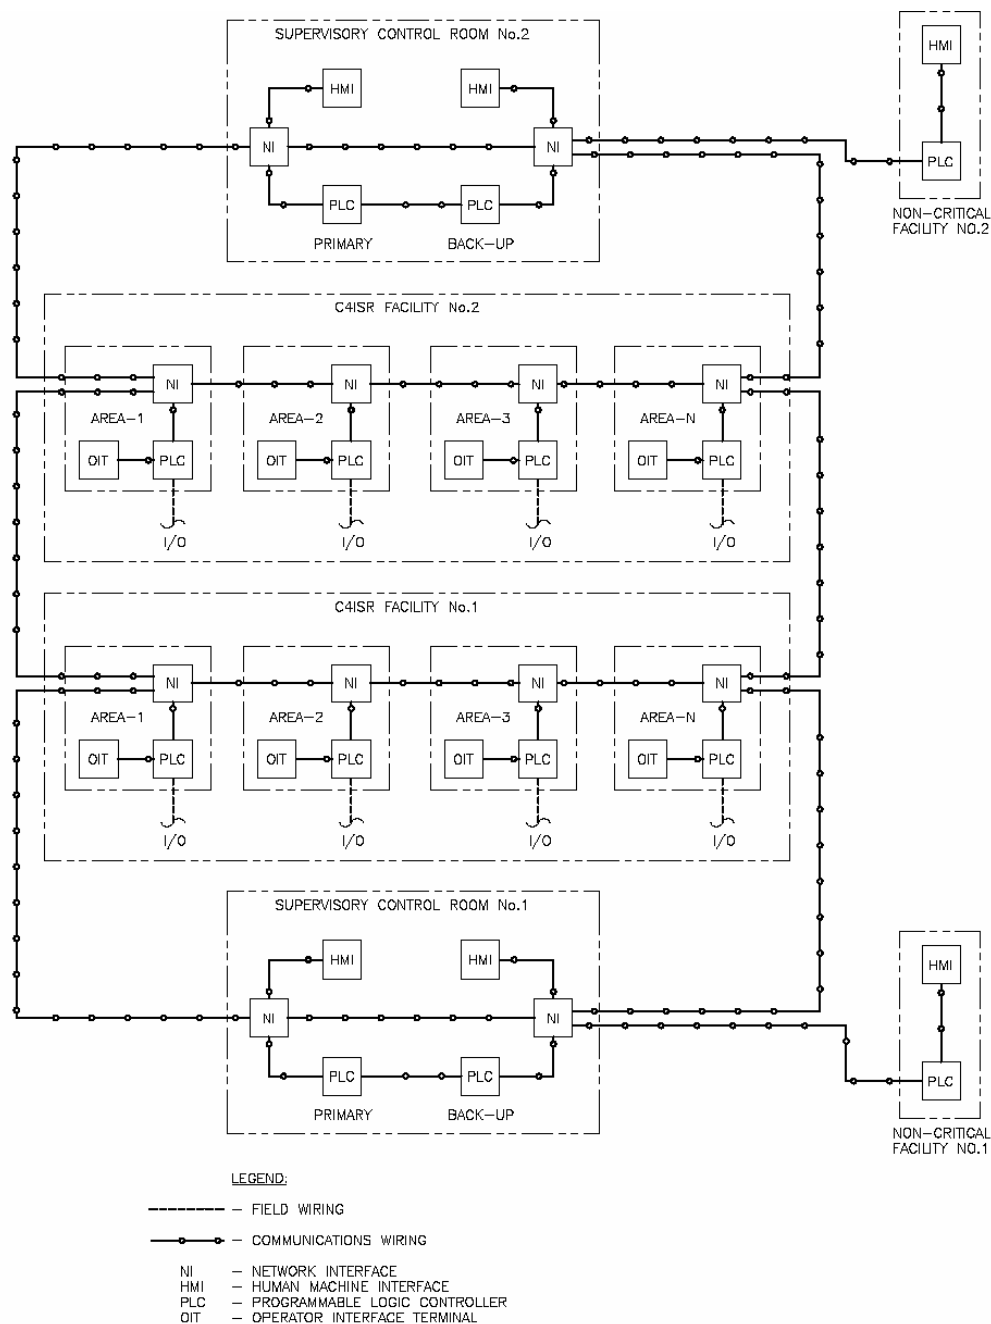 SUPERVISORY CONTROL ROOM No.2
HMI
HMI
HMI
NI
NI
PLC
PLC
PLC
PRIMARY
BACK-UP
NON-CRITICAL
FACILITY NO.2
C4ISR FACILITY No.2
NI
NI
NI
NI
AREA-1
AREA-2
AREA-3
AREA-N
OIT
PLC
OIT
PLC
OIT
PLC
OIT
PLC
I/O
I/O
I/O
I/O
C4ISR FACILITY No.1
NI
NI
NI
NI
AREA-1
AREA-2
AREA-3
AREA-N
OIT
PLC
OIT
PLC
OIT
PLC
OIT
PLC
I/O
I/O
I/O
I/O
SUPERVISORY CONTROL ROOM No.1
HMI
HMI
HMI
NI
NI
PLC
PLC
PLC
PRIMARY
BACK-UP
NON-CRITICAL
FACILITY NO.1
LEGEND:
– FIELD WIRING
– COMMUNICATIONS WIRING
NI – NETWORK INTERFACE
HMI – HUMAN MACHINE INTERFACE
PLC – PROGRAMMABLE LOGIC CONTROLLER
OIT – OPERATOR INTERFACE TERMINAL